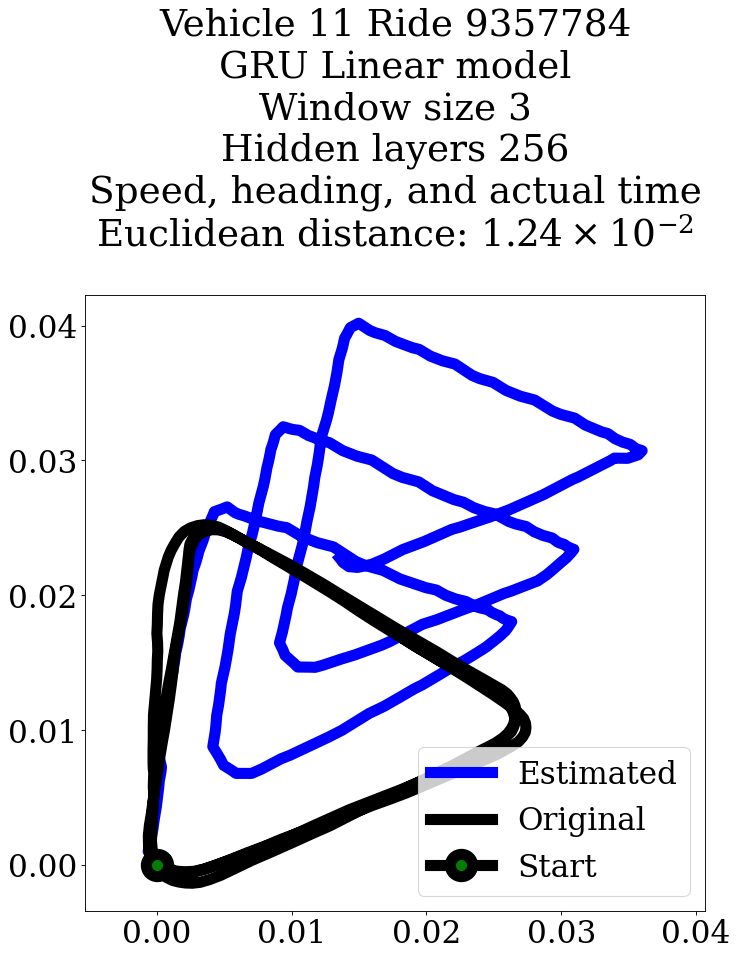 Vehicle 11 Ride 9357784
GRU Linear model
Window size 3
Hidden layers 256
Speed, heading, and actual time
Euclidean distance: 1.24 × 10⁻²
0.04
0.03
0.02
0.01
0.00
Estimated
Original
Start
0.00 0.01 0.02 0.03 0.04